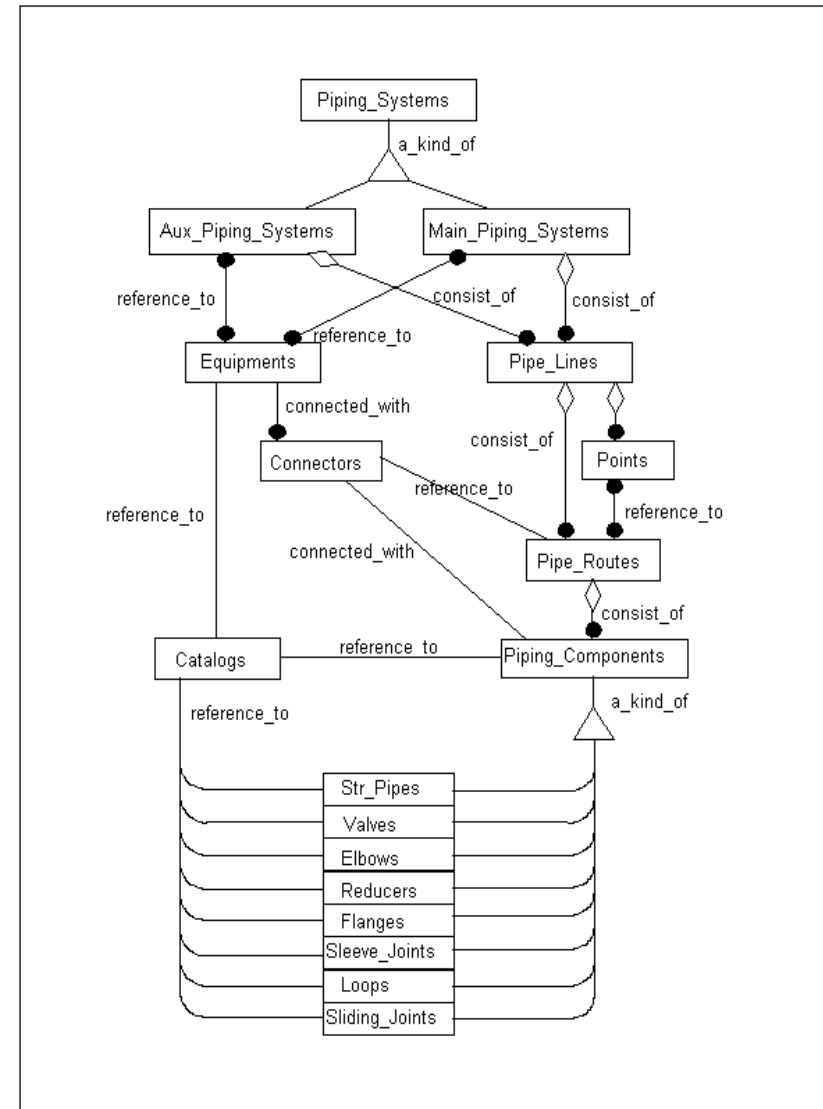 Piping_Systems
a_kind_of
Aux_Piping_Systems
Main_Piping_Systems
reference_to
consist_of
consist_of
reference_to
Equipments
Pipe_Lines
connected_with
consist_of
Connectors
Points
reference_to
reference_to
reference_to
connected_with
Pipe_Routes
consist_of
Catalogs
reference_to
Piping_Components
reference_to
a_kind_of
Str_Pipes
Valves
Elbows
Reducers
Flanges
Sleeve_Joints
Loops
Sliding_Joints